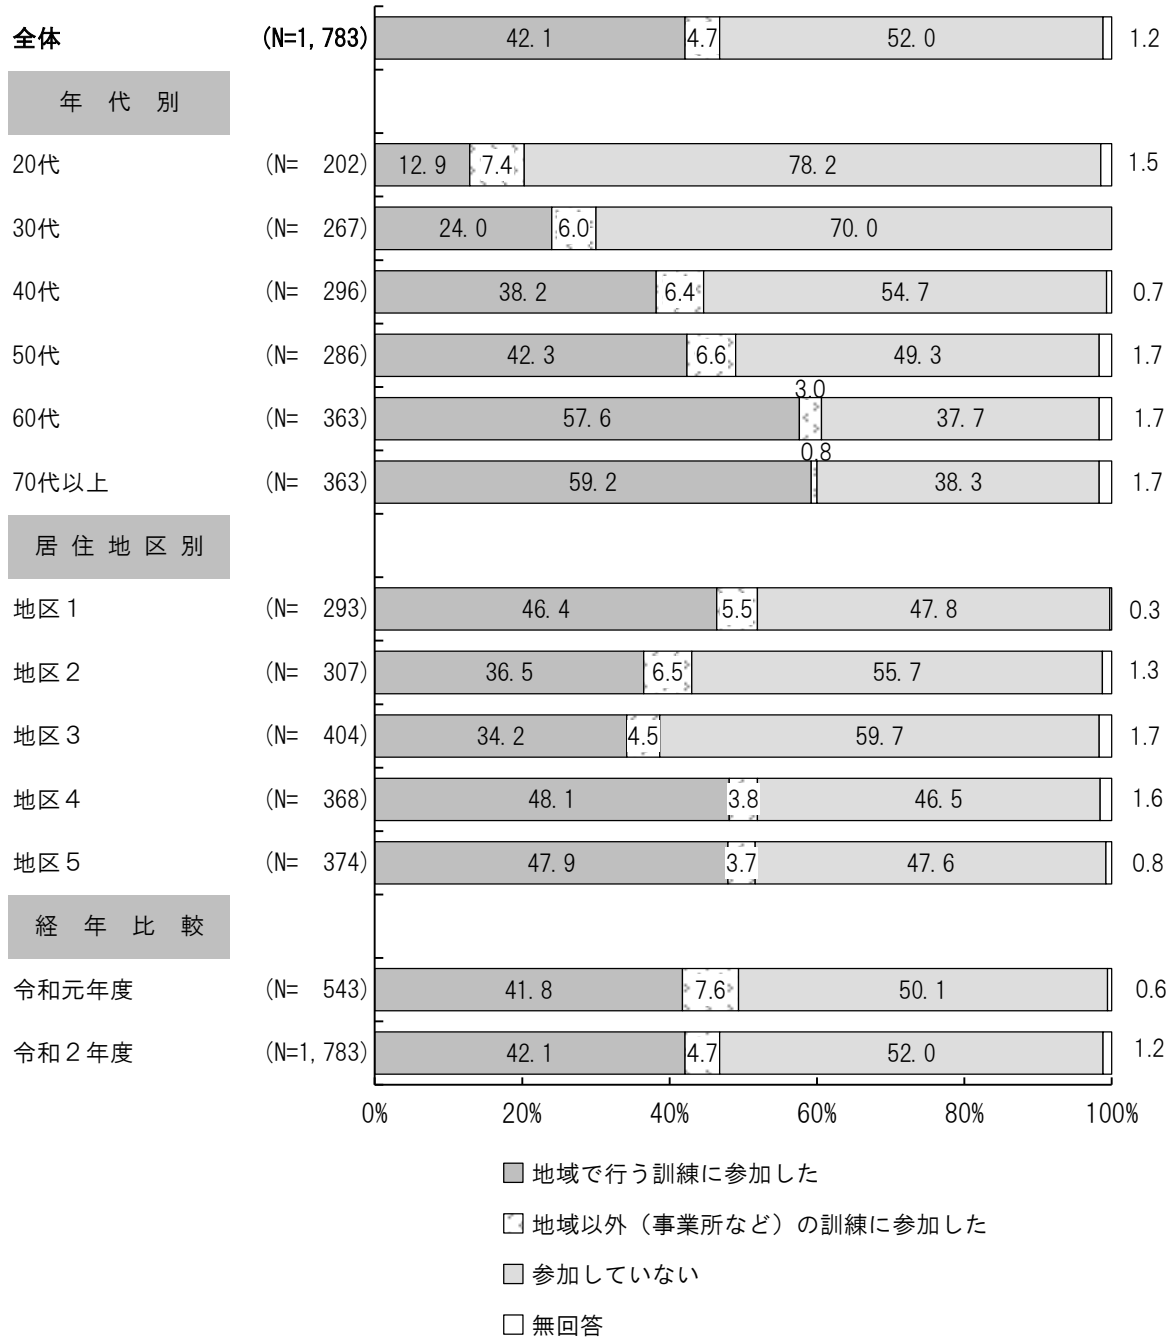 全体 (N=1,783) 42.1 4.7 52.0 1.2
年代別
20代 (N= 202) 12.9 7.4 78.2 1.5
30代 (N= 267) 24.0 6.0 70.0
40代 (N= 296) 38.2 6.4 54.7 0.7
50代 (N= 286) 42.3 6.6 49.3 1.7
3.0
60代 (N= 363) 57.6 37.7 1.7
0.8
70代以上 (N= 363) 59.2 38.3 1.7
居住地区別
地区1 (N= 293) 46.4 5.5 47.8 0.3
地区2 (N= 307) 36.5 6.5 55.7 1.3
地区3 (N= 404) 34.2 4.5 59.7 1.7
地区4 (N= 368) 48.1 3.8 46.5 1.6
地区5 (N= 374) 47.9 3.7 47.6 0.8
経年比較
令和元年度 (N= 543) 41.8 7.6 50.1 0.6
令和2年度 (N=1,783) 42.1 4.7 52.0 1.2
0% 20% 40% 60% 80% 100%
地域で行う訓練に参加した
地域以外（事業所など）の訓練に参加した
参加していない
無回答